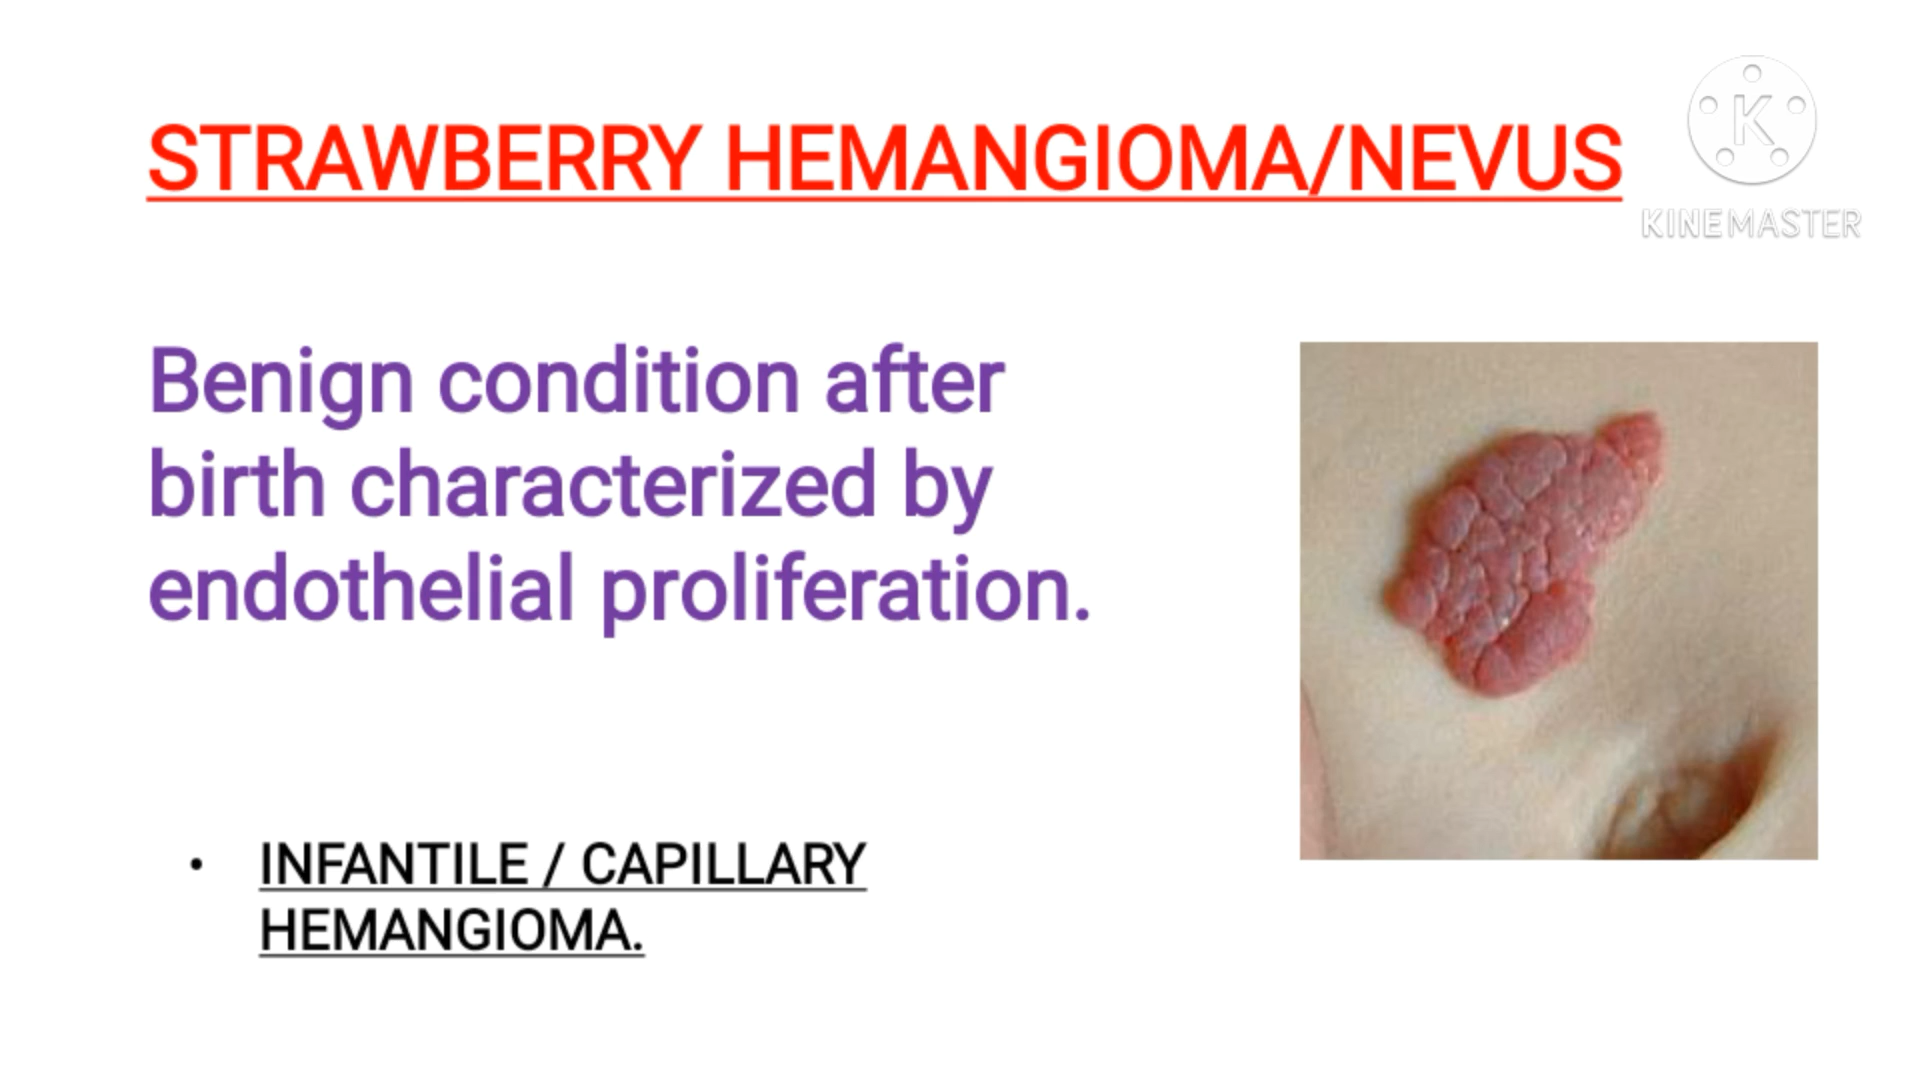 STRAWBERRY HEMANGIOMA/NEVUS
K
KINEMASTER
Benign condition after
birth characterized by
endothelial proliferation.
• INFANTILE / CAPILLARY
HEMANGIOMA.